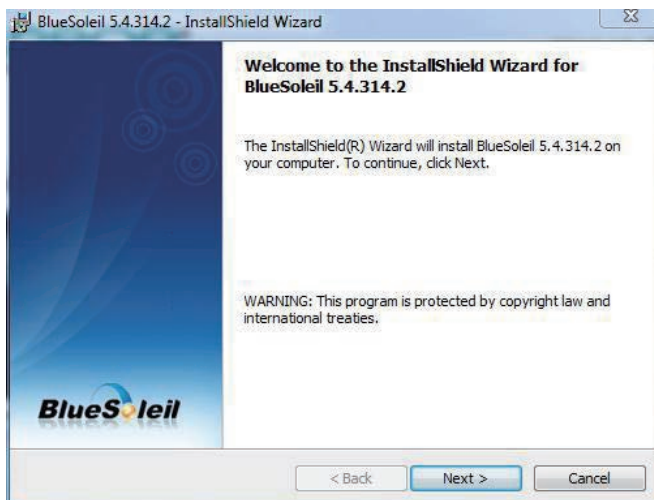 BlueSoleil 5.4.314.2 - InstallShield Wizard
Welcome to the InstallShield Wizard for
BlueSoleil 5.4.314.2
The InstallShield(R) Wizard will install BlueSoleil 5.4.314.2 on
your computer. To continue, click Next.
WARNING: This program is protected by copyright law and
international treaties.
BlueSoleil
< Back Next > Cancel